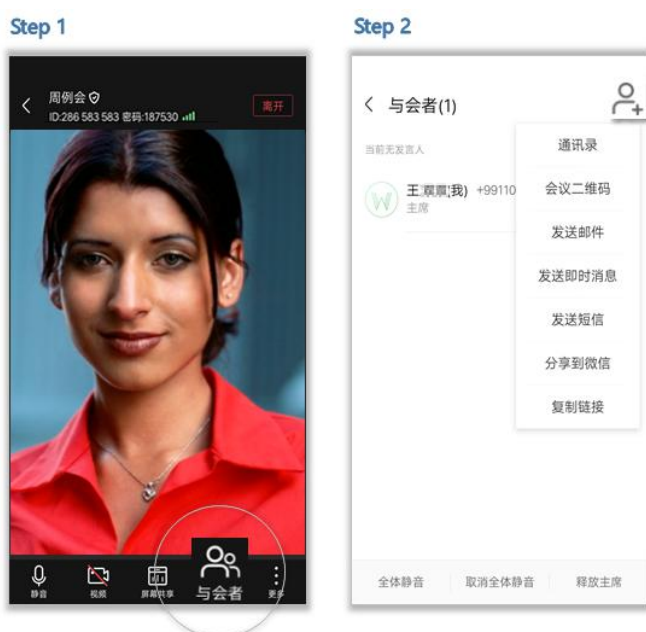 Step 1
周例会
ID:286 583 583 密码:187530
离开
静音
视频
屏幕共享
与会者
更多
Step 2
与会者(1)
当前无发言人
王(我) +99110
主席
通讯录
会议二维码
发送邮件
发送即时消息
发送短信
分享到微信
复制链接
全体静音 取消全体静音 释放主席